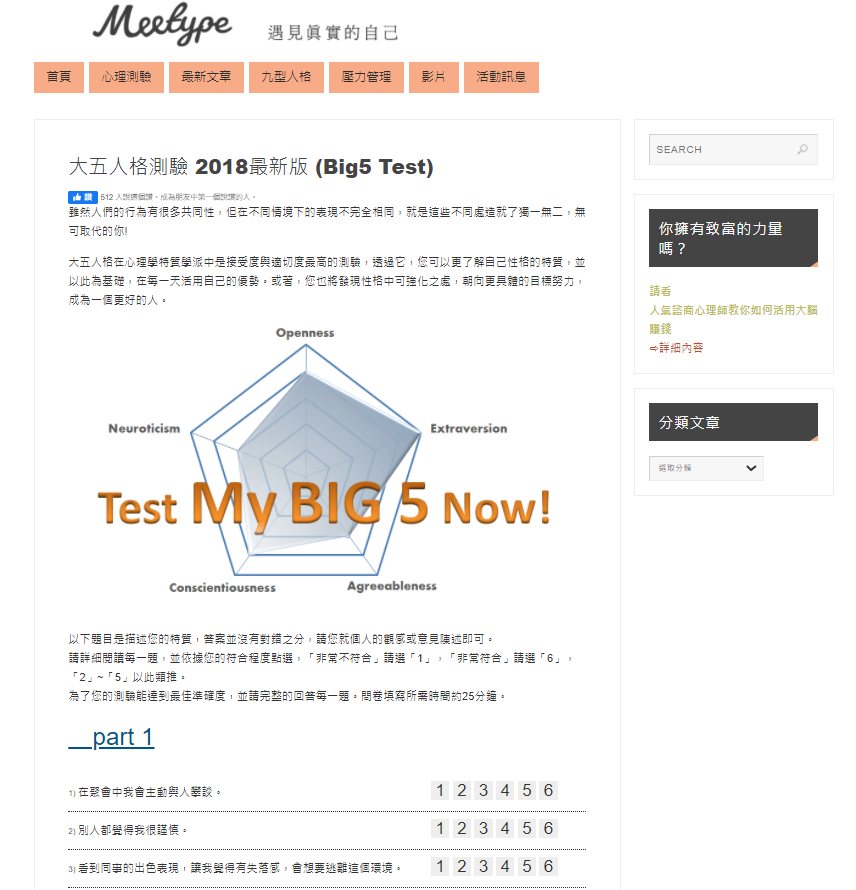 Meetype 遇見真實的自己
首頁 心理測驗 最新文章 九型人格 壓力管理 影片 活動訊息
大五人格測驗 2018最新版 (Big5 Test)
讚 512 人說這個讚。成為朋友中第一個說讚的人。
雖然人們的行為有很多共同性，但在不同情境下的表現不完全相同，就是這些不同處造就了獨一無二，無
可取代的你!
大五人格在心理學特質學派中是接受度與適切度最高的測驗，透過它，您可以更了解自己性格的特質，並
以此為基礎，在每一天活用自己的優勢。或著，您也將發現性格中可強化之處，朝向更具體的目標努力，
成為一個更好的人。
Openness
Neuroticism
Extraversion
Test My BIG 5 Now!
Conscientiousness
Agreeableness
以下題目是描述您的特質，答案並沒有對錯之分，請您就個人的觀感或意見陳述即可。
請詳細閱讀每一題，並依據您的符合程度點選，「非常不符合」請選「1」，「非常符合」請選「6」，
「2」~「5」以此類推。
為了您的測驗能達到最佳準確度，並請完整的回答每一題。問卷填寫所需時間約25分鐘。
part 1
1) 在聚會中我會主動與人攀談。 1 2 3 4 5 6
2) 別人都覺得我很謹慎。 1 2 3 4 5 6
3) 看到同事的出色表現，讓我覺得有失落感，會想要逃離這個環境。 1 2 3 4 5 6
SEARCH
你擁有致富的力量
嗎？
請看
人氣諮商心理師教你如何活用大腦
賺錢
⇨詳細內容
分類文章
選取分類